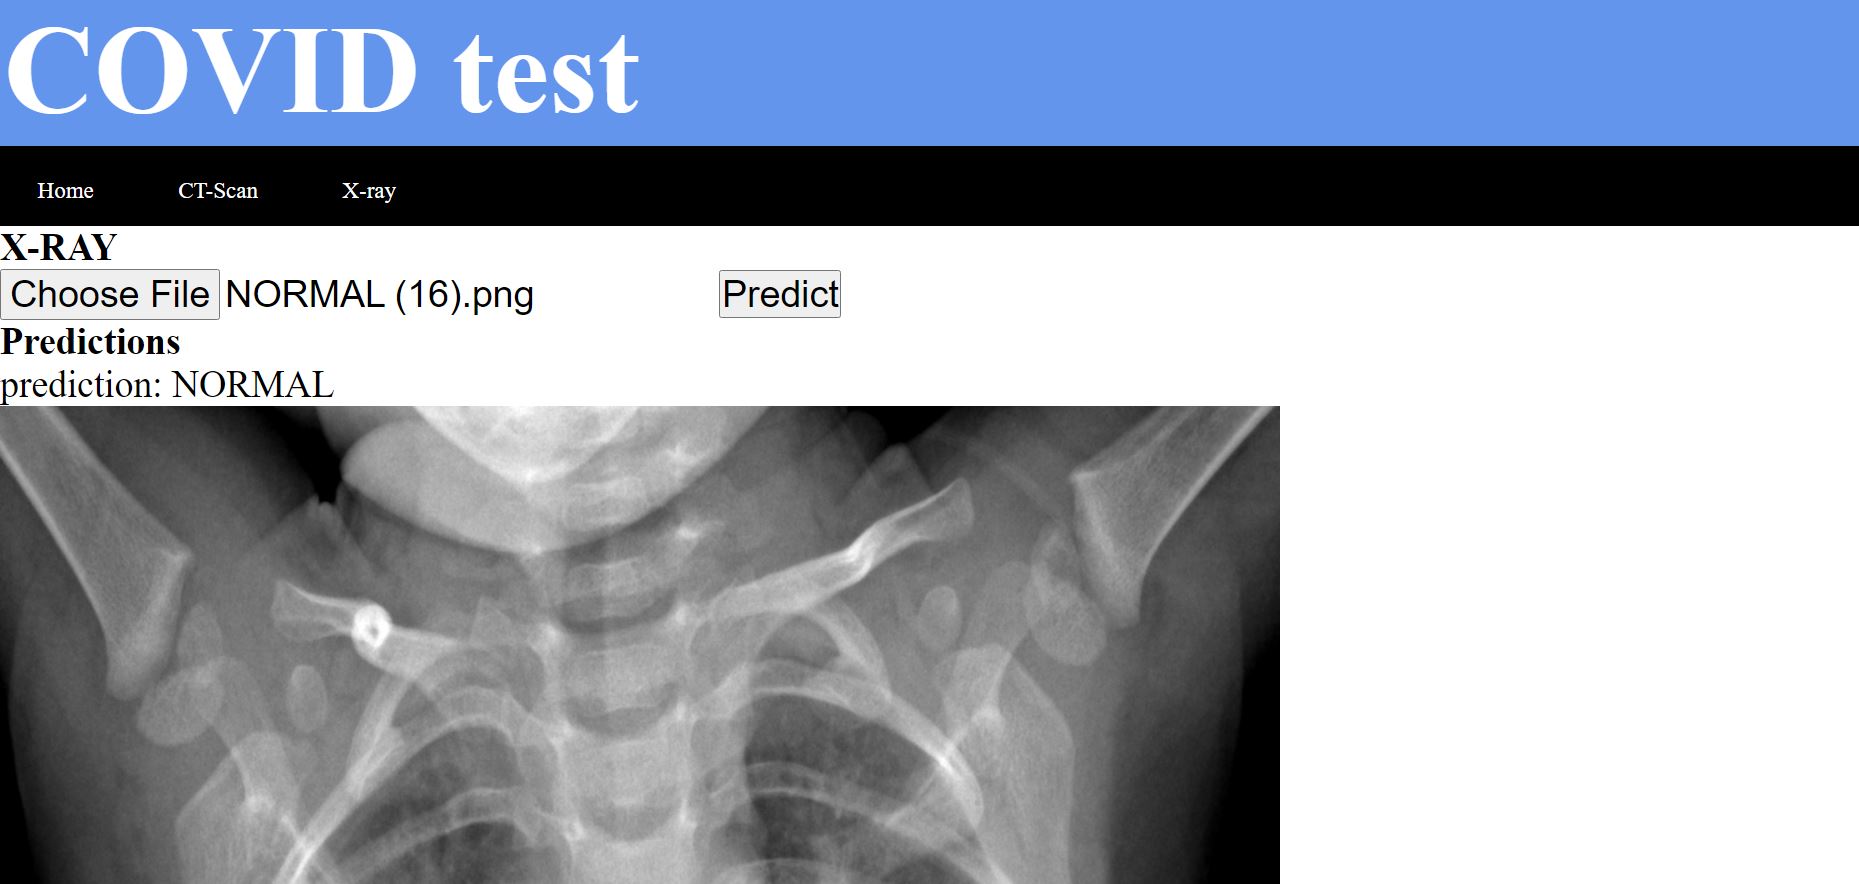 COVID test
Home CT-Scan X-ray
X-RAY
Choose File NORMAL (16).png Predict
Predictions
prediction: NORMAL